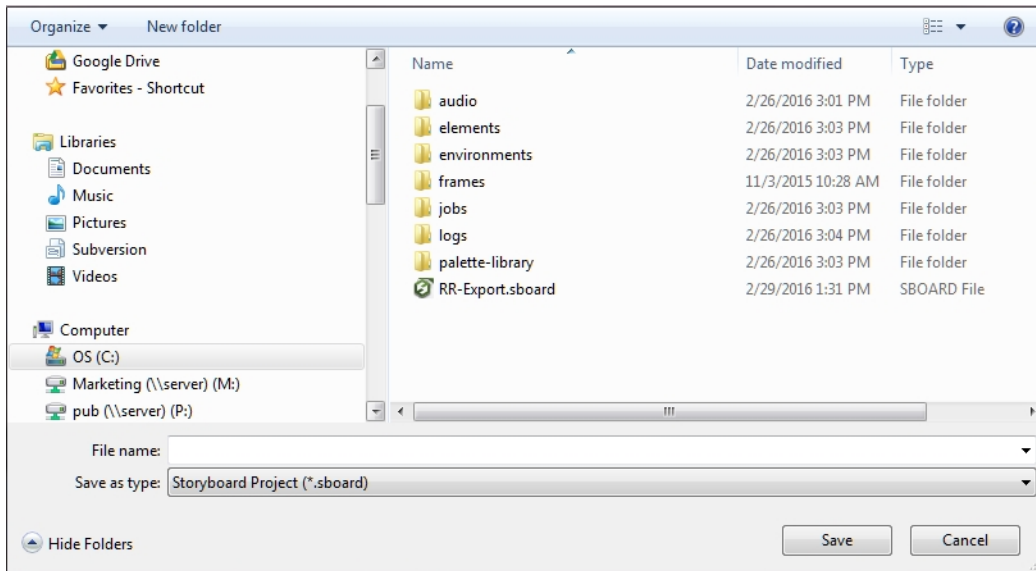 Organize New folder
Google Drive
Favorites - Shortcut
Libraries
Documents
Music
Pictures
Subversion
Videos
Computer
OS (C:)
Marketing (\\server) (M:)
pub (\\server) (P:)
Name Date modified Type
audio 2/26/2016 3:01 PM File folder
elements 2/26/2016 3:03 PM File folder
environments 2/26/2016 3:03 PM File folder
frames 11/3/2015 10:28 AM File folder
jobs 2/26/2016 3:03 PM File folder
logs 2/26/2016 3:04 PM File folder
palette-library 2/26/2016 3:03 PM File folder
RR-Export.sboard 2/29/2016 1:31 PM SBOARD File
File name:
Save as type: Storyboard Project (*.sboard)
Hide Folders Save Cancel